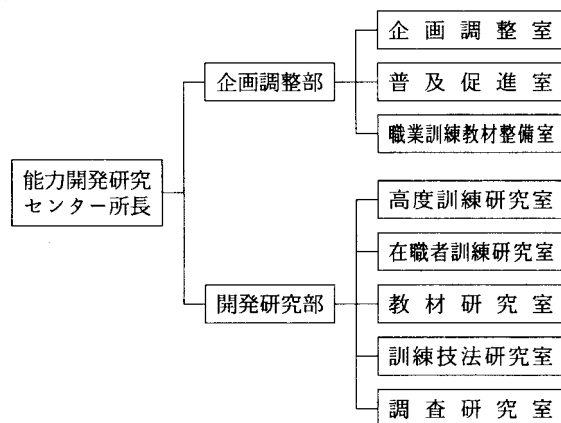 能力開発研究
センター所長
企画調整部
企画調整室
普及促進室
職業訓練教材整備室
開発研究部
高度訓練研究室
在職者訓練研究室
教材研究室
訓練技法研究室
調査研究室